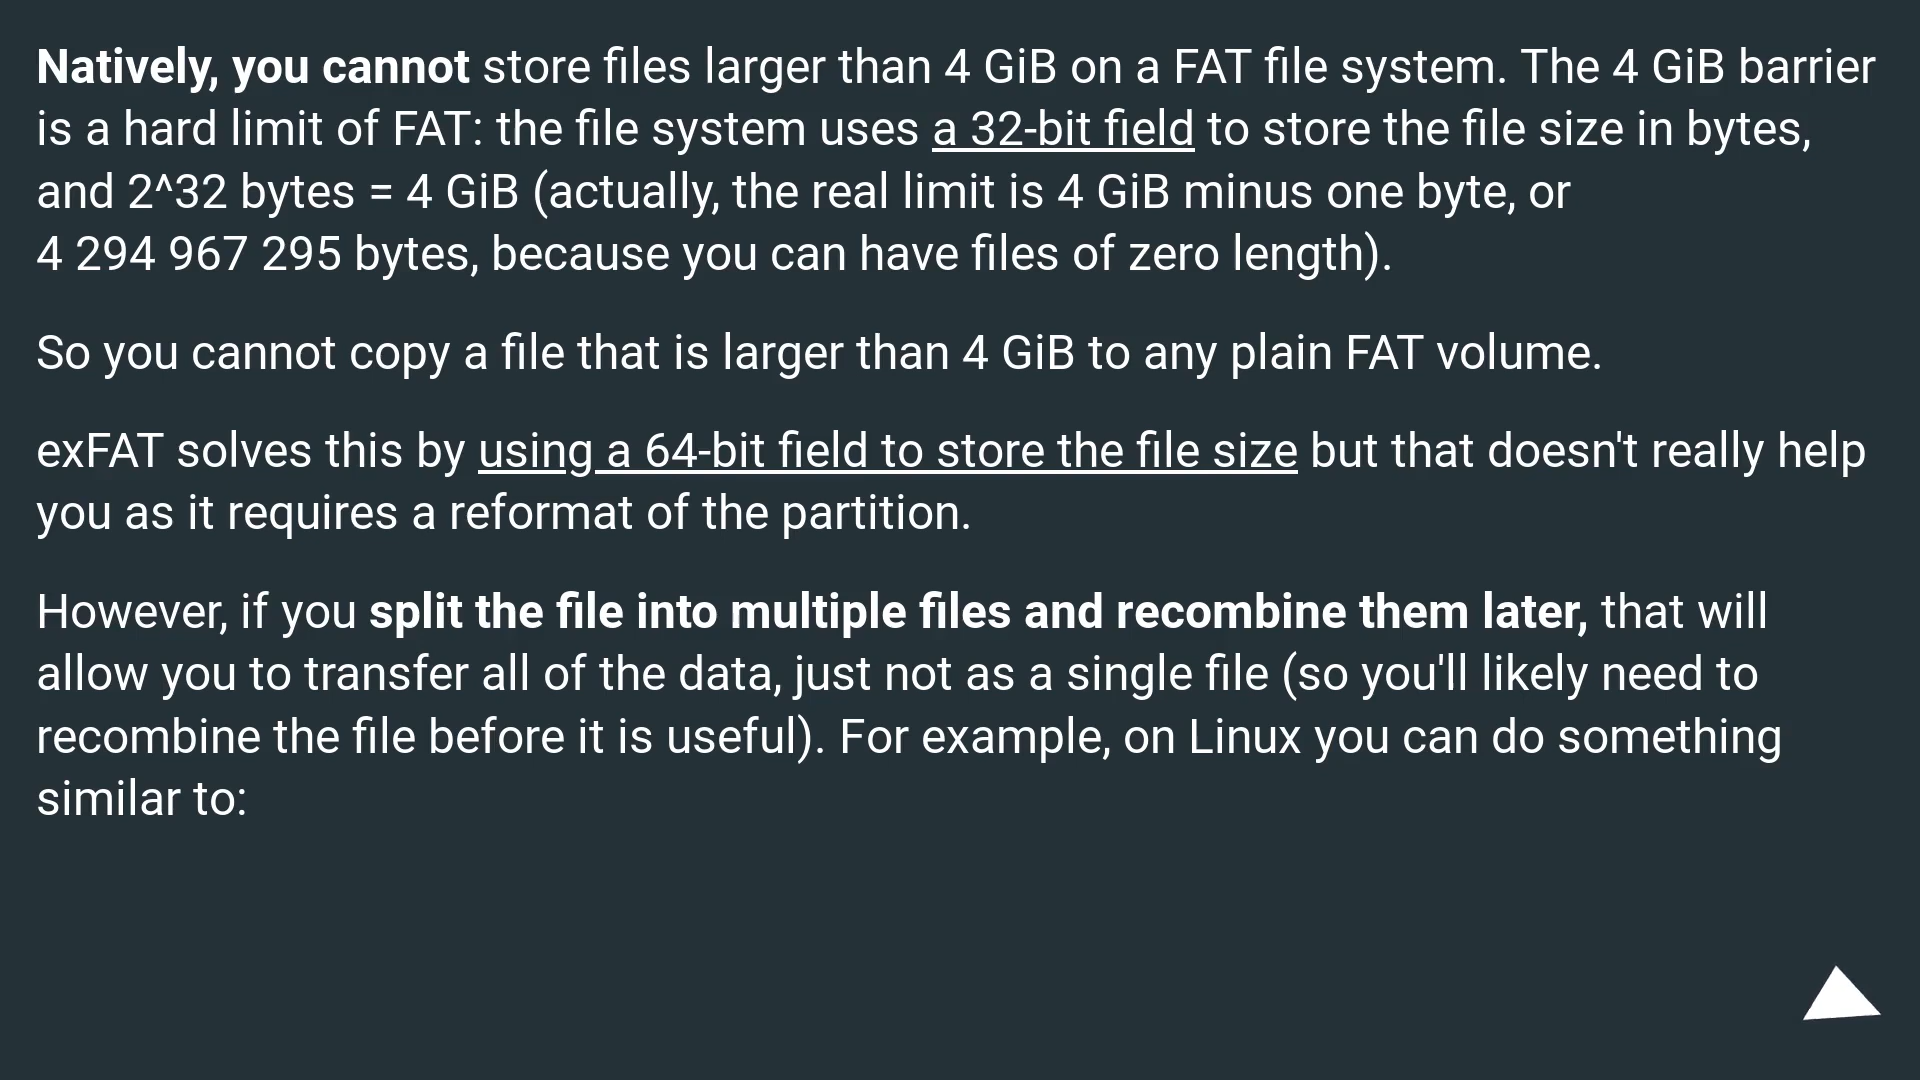 Natively, you cannot store files larger than 4 GiB on a FAT file system. The 4 GiB barrier
is a hard limit of FAT: the file system uses a 32-bit field to store the file size in bytes,
and 2^32 bytes = 4 GiB (actually, the real limit is 4 GiB minus one byte, or
4 294 967 295 bytes, because you can have files of zero length).
So you cannot copy a file that is larger than 4 GiB to any plain FAT volume.
exFAT solves this by using a 64-bit field to store the file size but that doesn't really help
you as it requires a reformat of the partition.
However, if you split the file into multiple files and recombine them later, that will
allow you to transfer all of the data, just not as a single file (so you'll likely need to
recombine the file before it is useful). For example, on Linux you can do something
similar to: